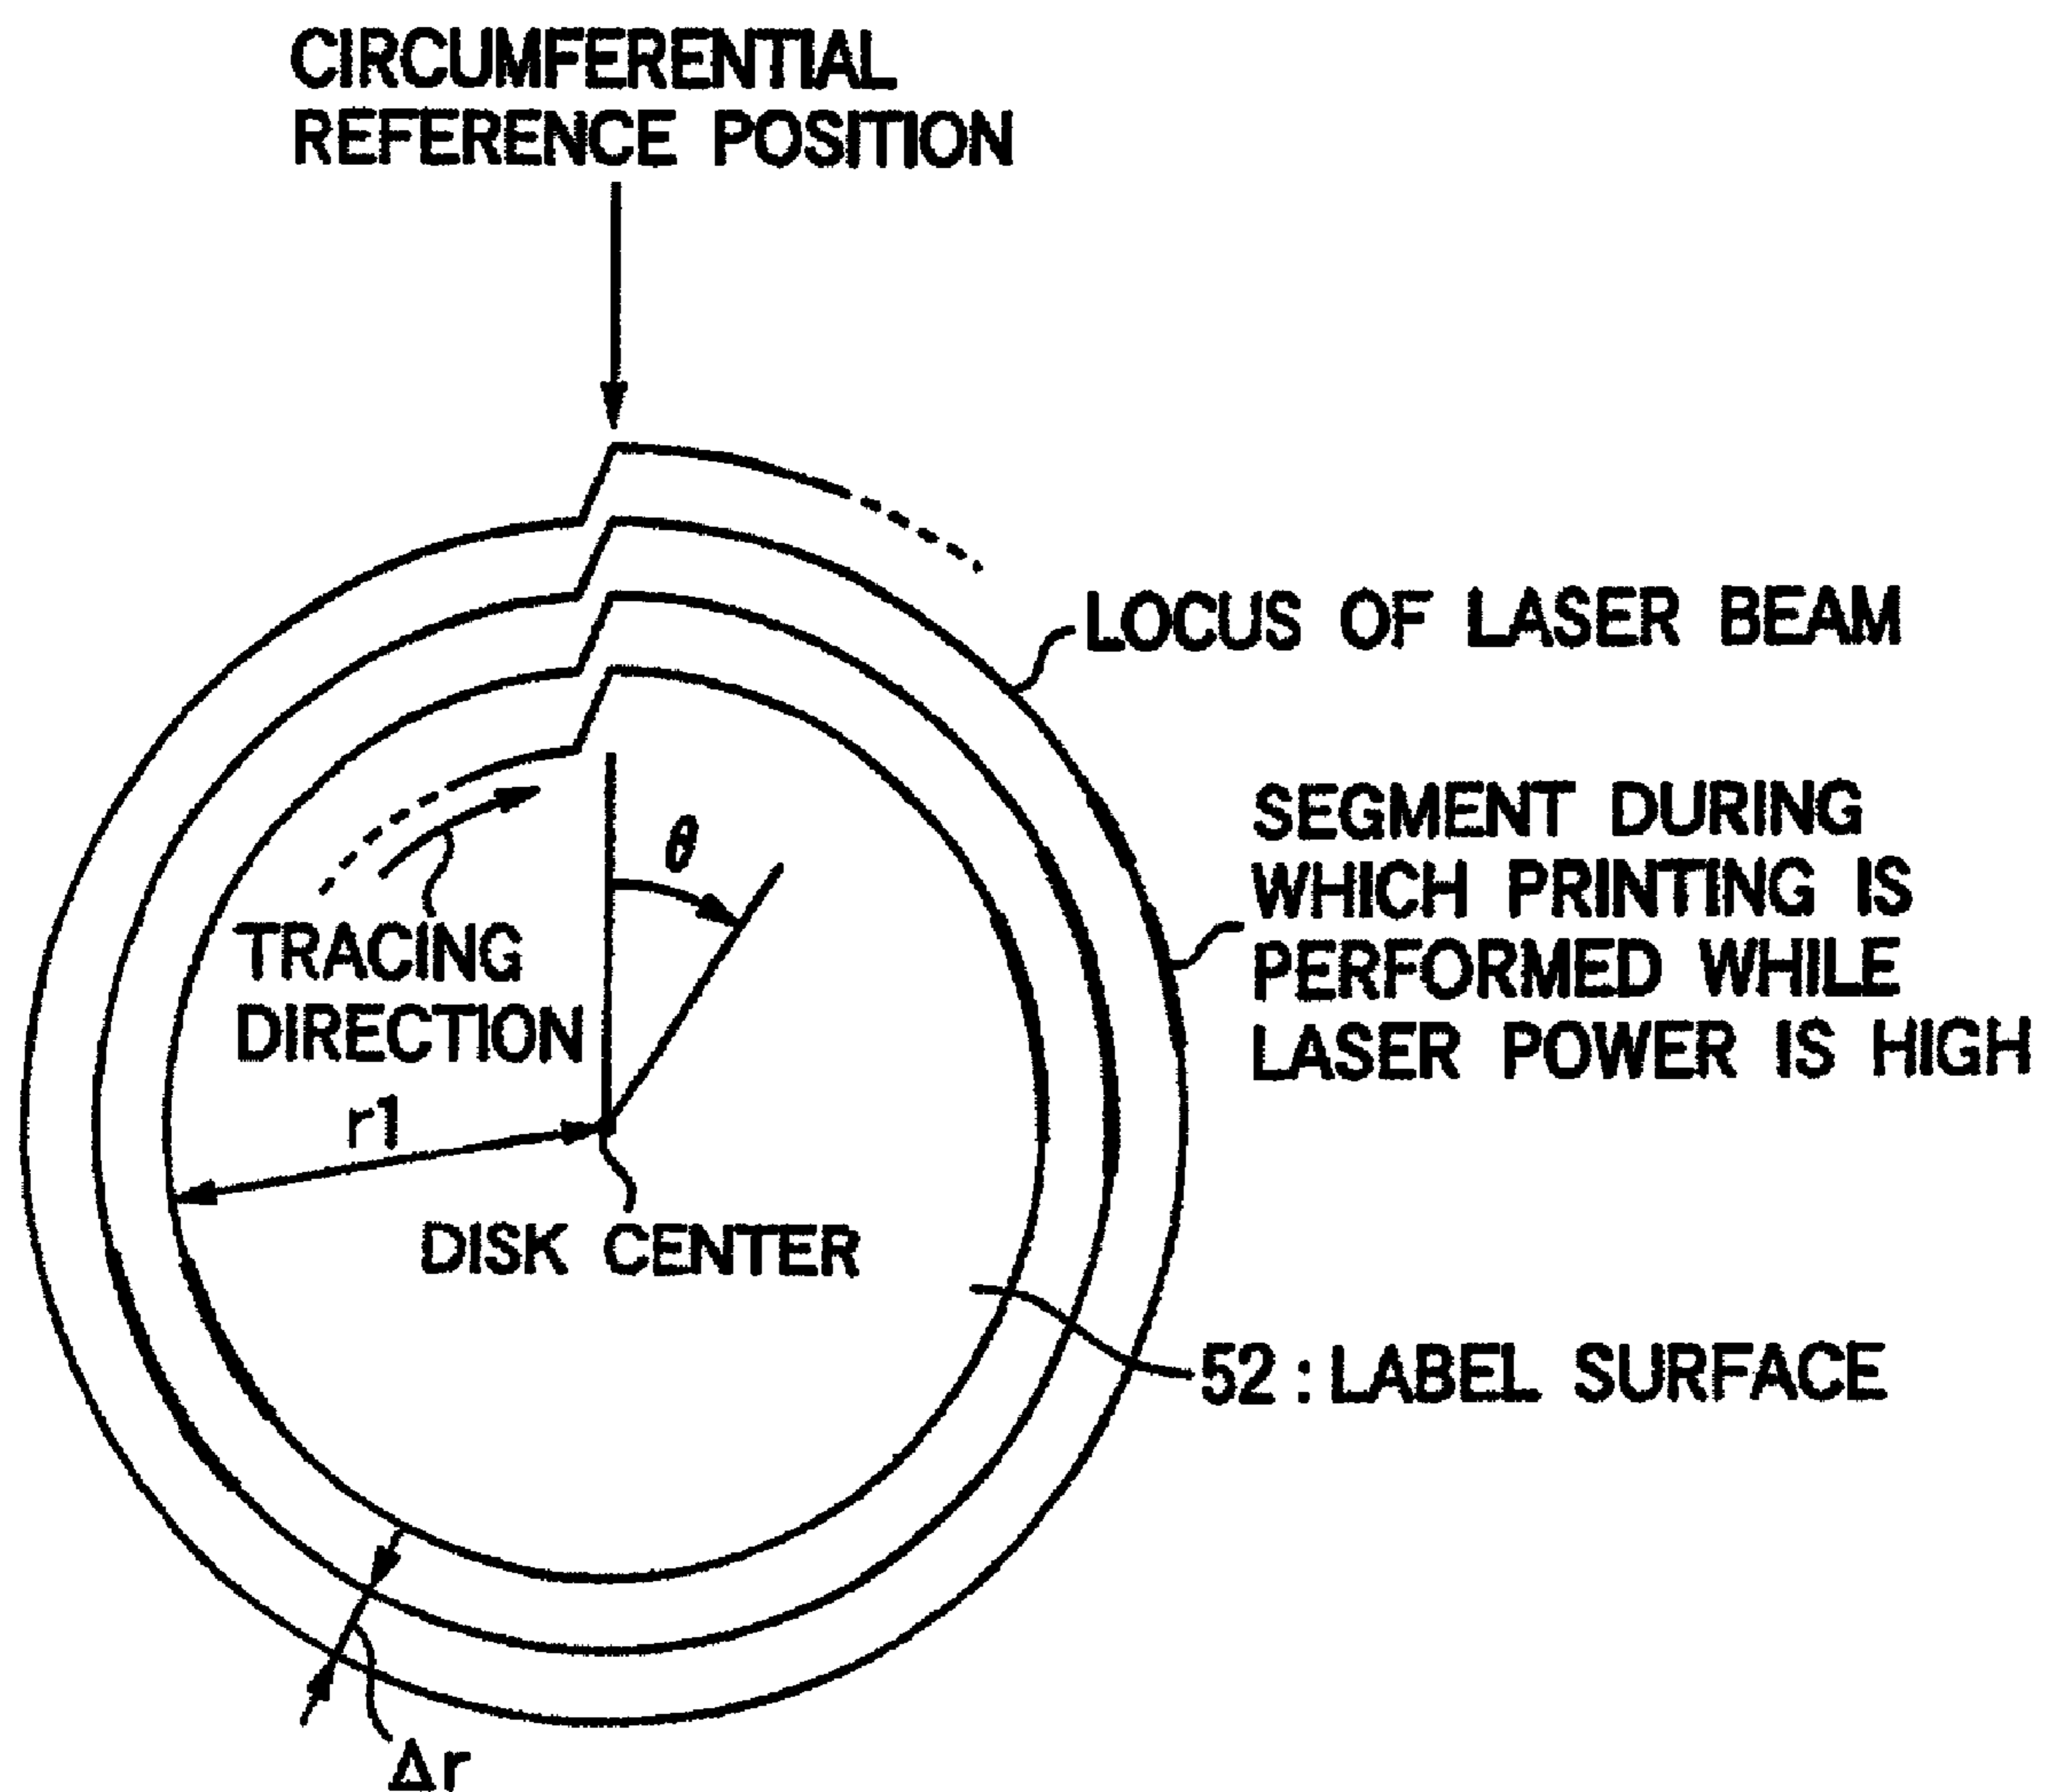 CIRCUMFERENTIAL
REFERENCE POSITION
LOCUS OF LASER BEAM
SEGMENT DURING
WHICH PRINTING IS
PERFORMED WHILE
LASER POWER IS HIGH
θ
TRACING
DIRECTION
r1
DISK CENTER
52 : LABEL SURFACE
Δr